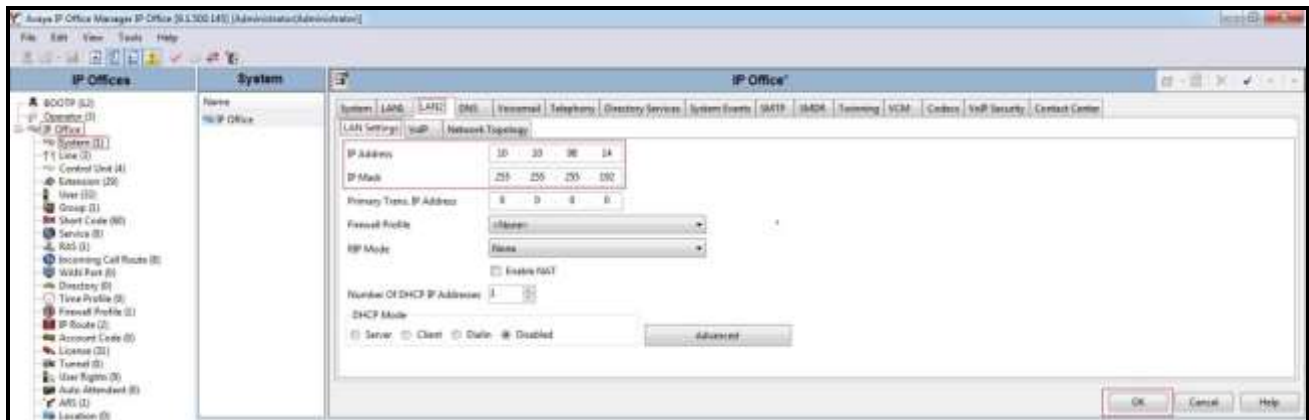 Avaya IP Office Manager IP Office [9.1.500.145] [Administrator(Administrator)]
File Edit View Tools Help
IP Offices
System
IP Office*
BOOTP (12)
Operator (3)
IP Office
System (1)
Line (3)
Control Unit (4)
Extension (29)
User (33)
Group (1)
Short Code (60)
Service (0)
RAS (1)
Incoming Call Route (8)
WAN Port (0)
Directory (0)
Time Profile (0)
Firewall Profile (1)
IP Route (2)
Account Code (0)
License (31)
Tunnel (0)
User Rights (9)
Auto Attendant (0)
ARS (1)
Location (0)
Name
IP Office
System LAN1 LAN2 DNS Voicemail Telephony Directory Services System Events SMTP SMDR Twinning VCM Codecs VoIP Security Contact Center
LAN Settings VoIP Network Topology
IP Address 10 10 98 14
IP Mask 255 255 255 192
Primary Trans. IP Address 0 0 0 0
Firewall Profile <None>
RIP Mode None
Enable NAT
Number Of DHCP IP Addresses
DHCP Mode
Server Client Dialin Disabled
Advanced
OK Cancel Help